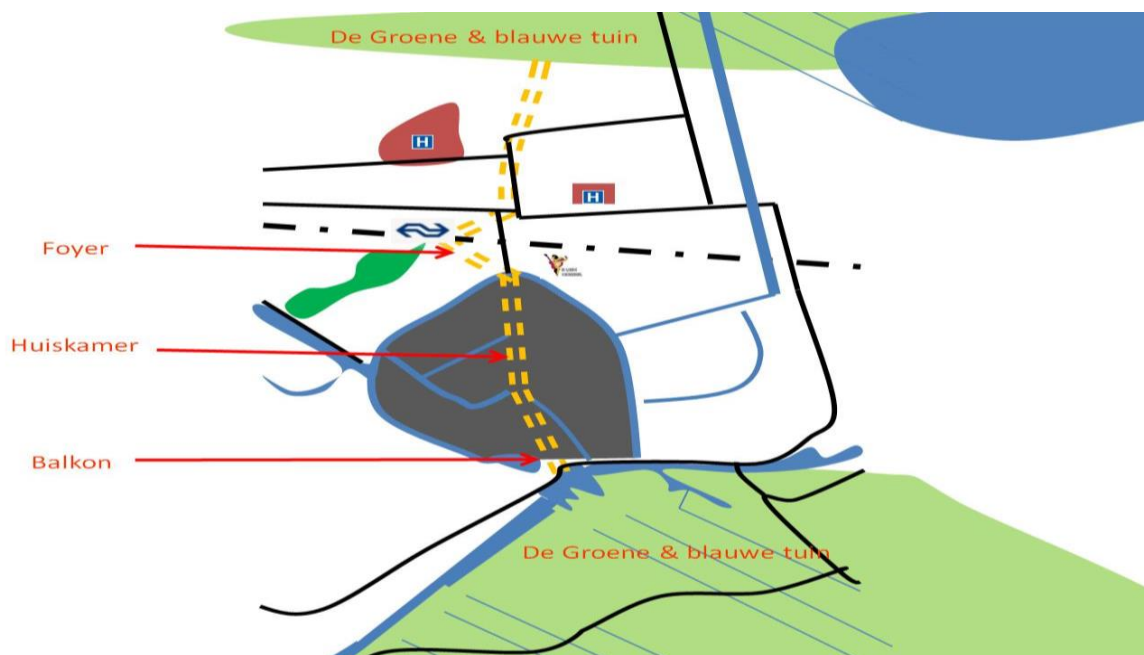 De Groene & blauwe tuin
H
H
Foyer
Huiskamer
Balkon
De Groene & blauwe tuin